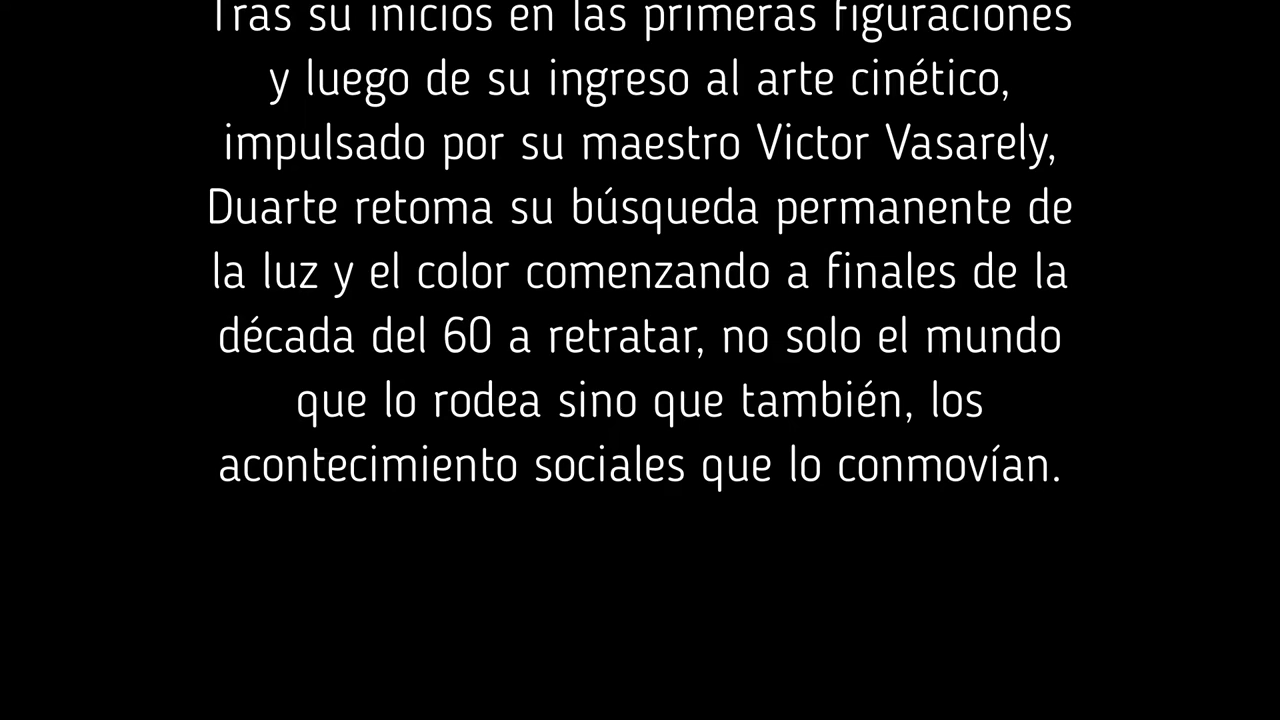 Tras su inicios en las primeras figuraciones
y luego de su ingreso al arte cinético,
impulsado por su maestro Victor Vasarely,
Duarte retoma su búsqueda permanente de
la luz y el color comenzando a finales de la
década del 60 a retratar, no solo el mundo
que lo rodea sino que también, los
acontecimiento sociales que lo conmovían.